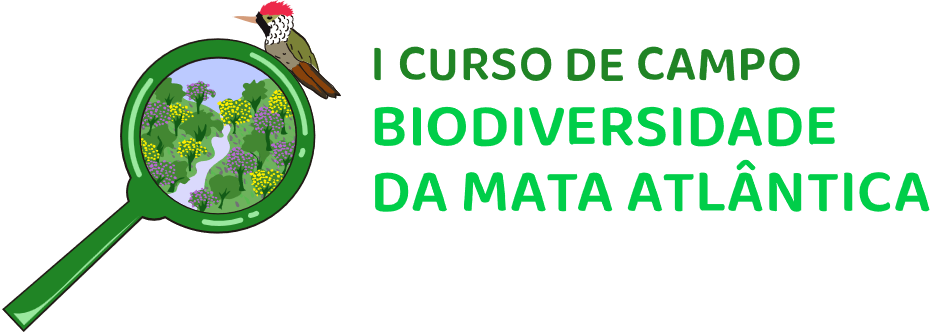 I CURSO DE CAMPO
BIODIVERSIDADE
DA MATA ATLÂNTICA